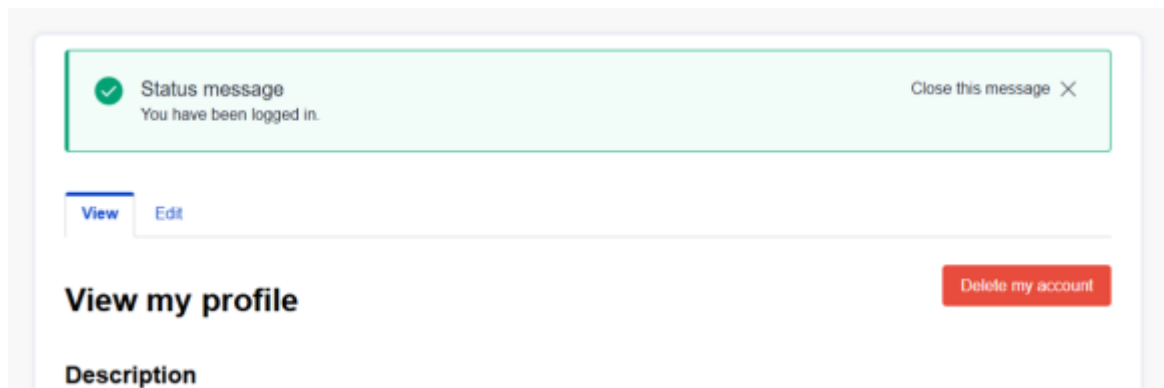 Status message
Close this message
You have been logged in.
View
Edit
View my profile
Delete my account
Description